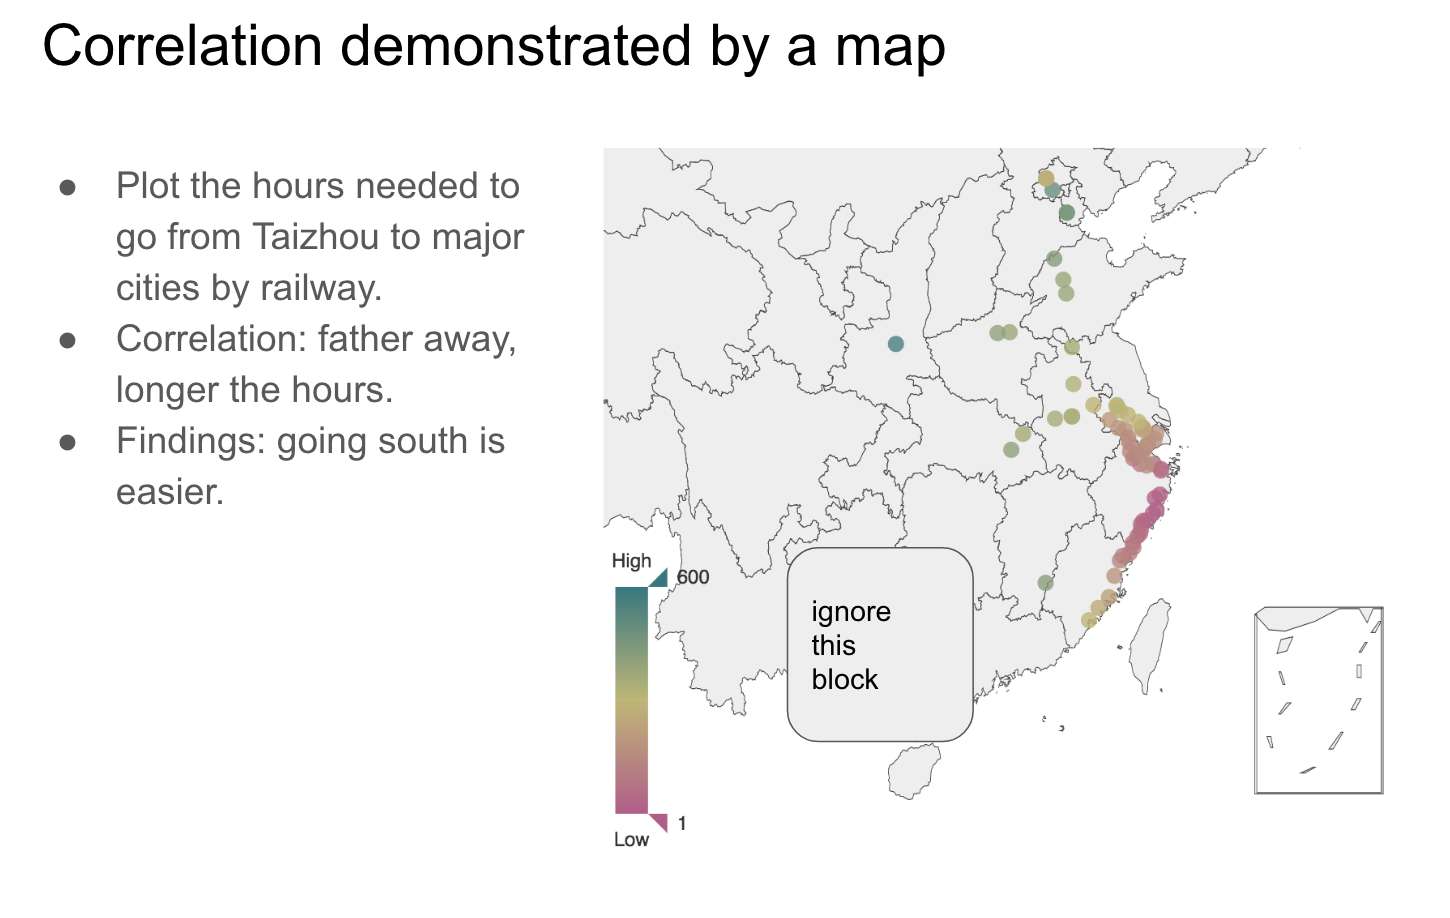 Correlation demonstrated by a map
● Plot the hours needed to
go from Taizhou to major
cities by railway.
● Correlation: father away,
longer the hours.
● Findings: going south is
easier.
High
600
ignore
this
block
1
Low